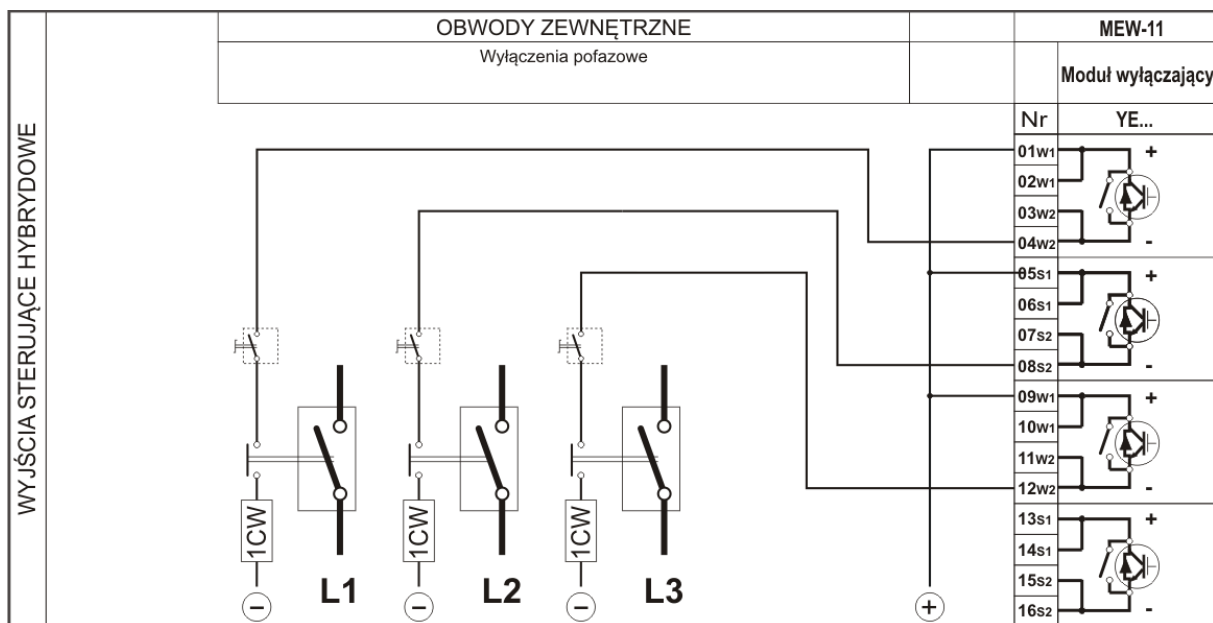 OBWODY ZEWNĘTRZNE
MEW-11
Wyłączenia pofazowe
Moduł wyłączający
Nr
YE...
WYJŚCIA STERUJĄCE HYBRYDOWE
01W1
+
02W1
03W2
04W2
-
05S1
+
06S1
07S2
08S2
-
09W1
+
10W1
11W2
12W2
-
13S1
+
14S1
15S2
16S2
-
1CW
1CW
1CW
L1
L2
L3
-
-
-
+